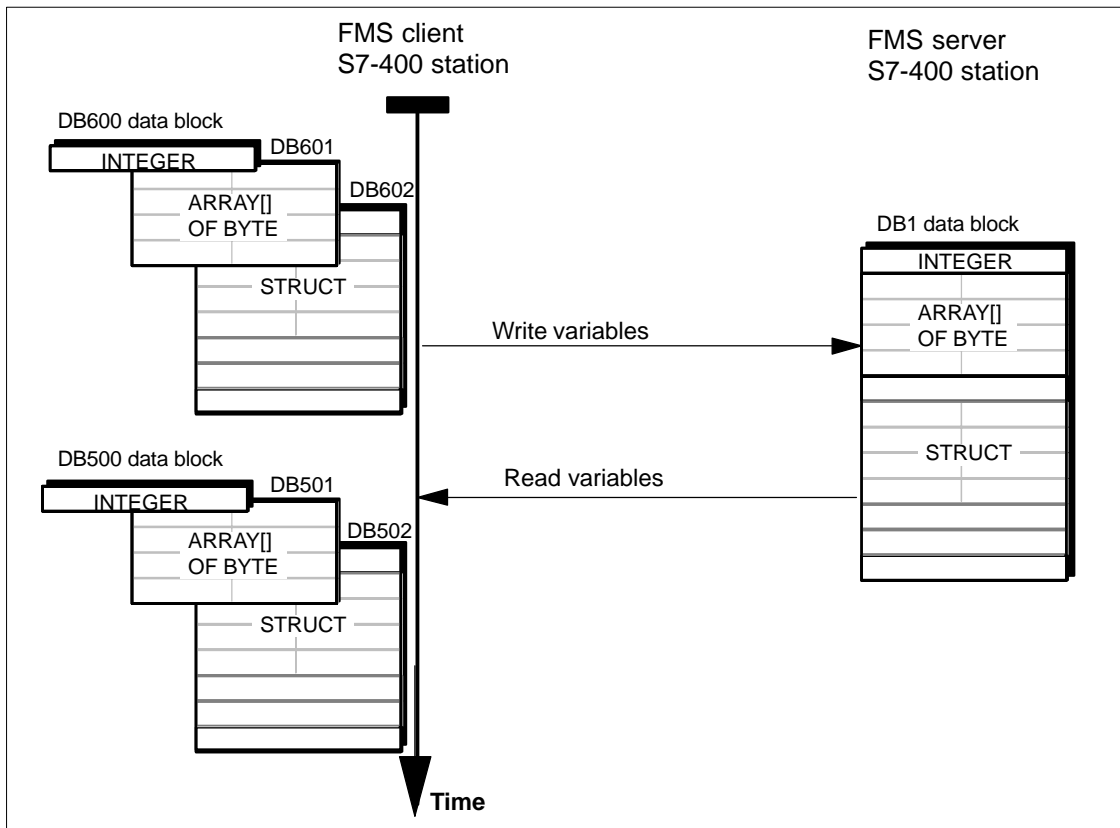 FMS client
S7-400 station
FMS server
S7-400 station
DB600 data block
DB601
INTEGER
DB602
ARRAY[]
OF BYTE
STRUCT
DB1 data block
INTEGER
ARRAY[]
OF BYTE
STRUCT
Write variables
DB500 data block
DB501
INTEGER
DB502
ARRAY[]
OF BYTE
STRUCT
Read variables
Time